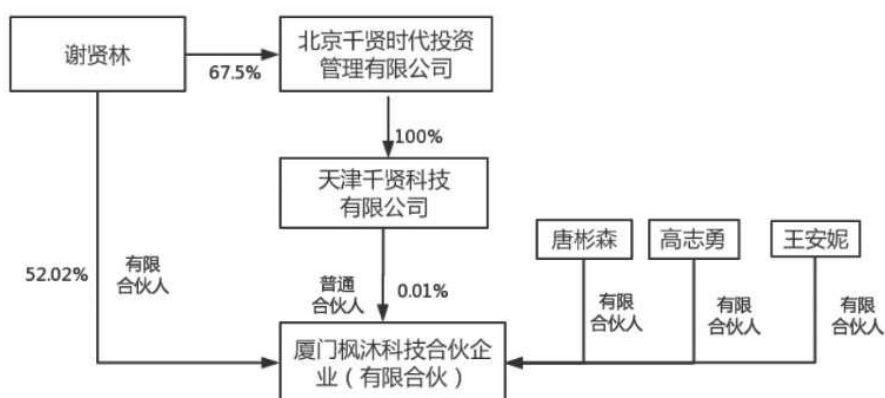 谢贤林
67.5%
北京千贤时代投资
管理有限公司
100%
天津千贤科技
有限公司
唐彬森
高志勇
王安妮
52.02%
有限
合伙人
普通
合伙人
0.01%
有限
合伙人
有限
合伙人
有限
合伙人
厦门枫沐科技合伙企
业（有限合伙）